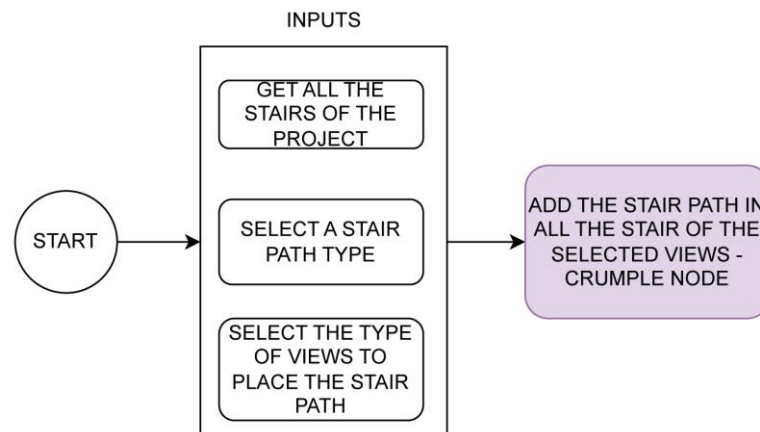 INPUTS
GET ALL THE
STAIRS OF THE
PROJECT
START
SELECT A STAIR
PATH TYPE
SELECT THE TYPE
OF VIEWS TO
PLACE THE STAIR
PATH
ADD THE STAIR PATH IN
ALL THE STAIR OF THE
SELECTED VIEWS -
CRUMPLE NODE